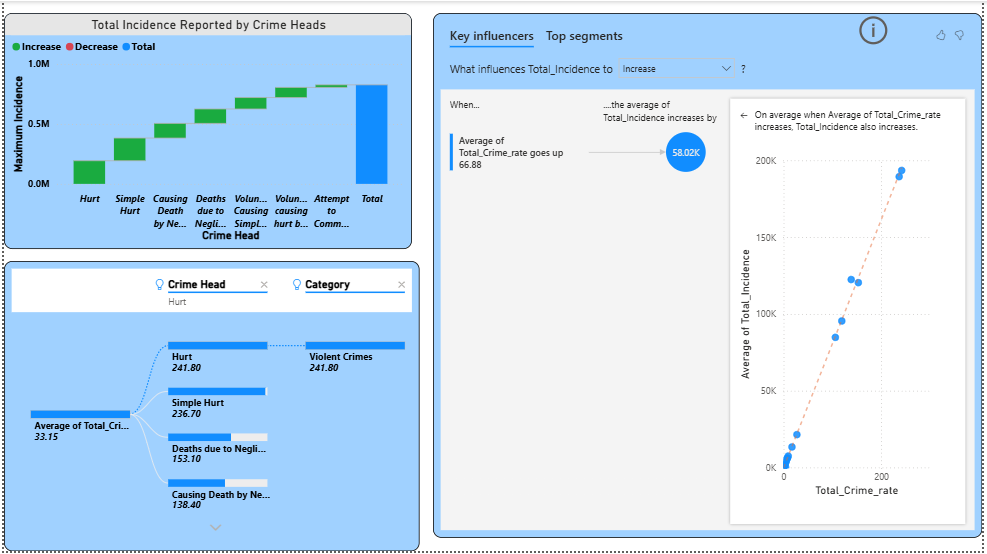 Total Incidence Reported by Crime Heads
Increase Decrease Total
Maximum Incidence
1.0M
0.5M
0.0M
Hurt
Simple
Hurt
Causing
Death
by Ne...
Deaths
due to
Negli...
Volun...
Causing
Simpl...
Volun...
causing
hurt b...
Attempt
to
Comm...
Total
Crime Head
Crime Head
Hurt
Category
Average of Total_Cri...
33.15
Hurt
241.80
Simple Hurt
236.70
Deaths due to Negli...
153.10
Causing Death by Ne...
138.40
Violent Crimes
241.80
Key influencers Top segments
i
What influences Total_Incidence to Increase ?
When...
....the average of
Total_Incidence increases by
Average of
Total_Crime_rate goes up
66.88
58.02K
← On average when Average of Total_Crime_rate
increases, Total_Incidence also increases.
Average of Total_Incidence
200K
150K
100K
50K
0K
0 200
Total_Crime_rate